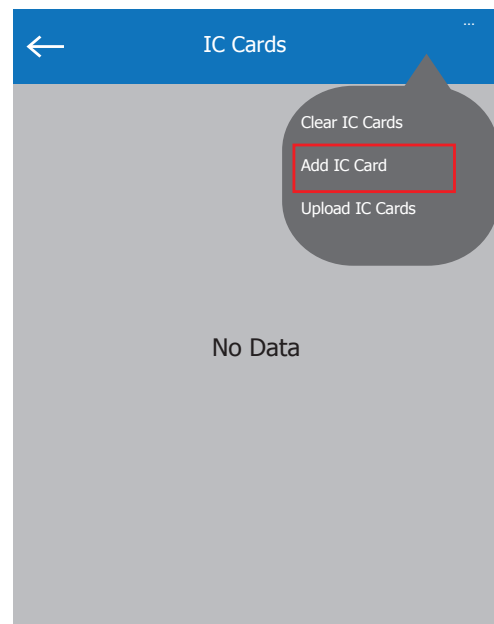 ...
IC Cards
Clear IC Cards
Add IC Card
Upload IC Cards
No Data